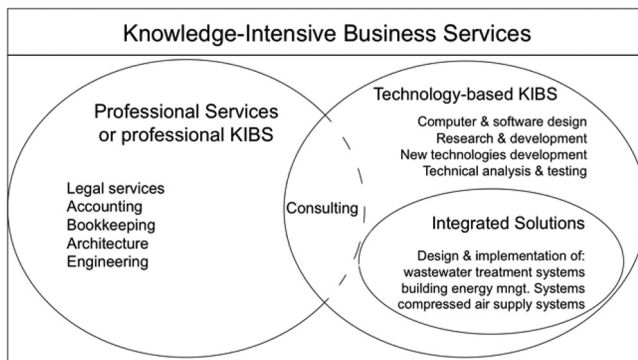 Knowledge-Intensive Business Services
Professional Services
or professional KIBS
Legal services
Accounting
Bookkeeping
Architecture
Engineering
Consulting
Technology-based KIBS
Computer & software design
Research & development
New technologies development
Technical analysis & testing
Integrated Solutions
Design & implementation of:
wastewater treatment systems
building energy mngt. Systems
compressed air supply systems